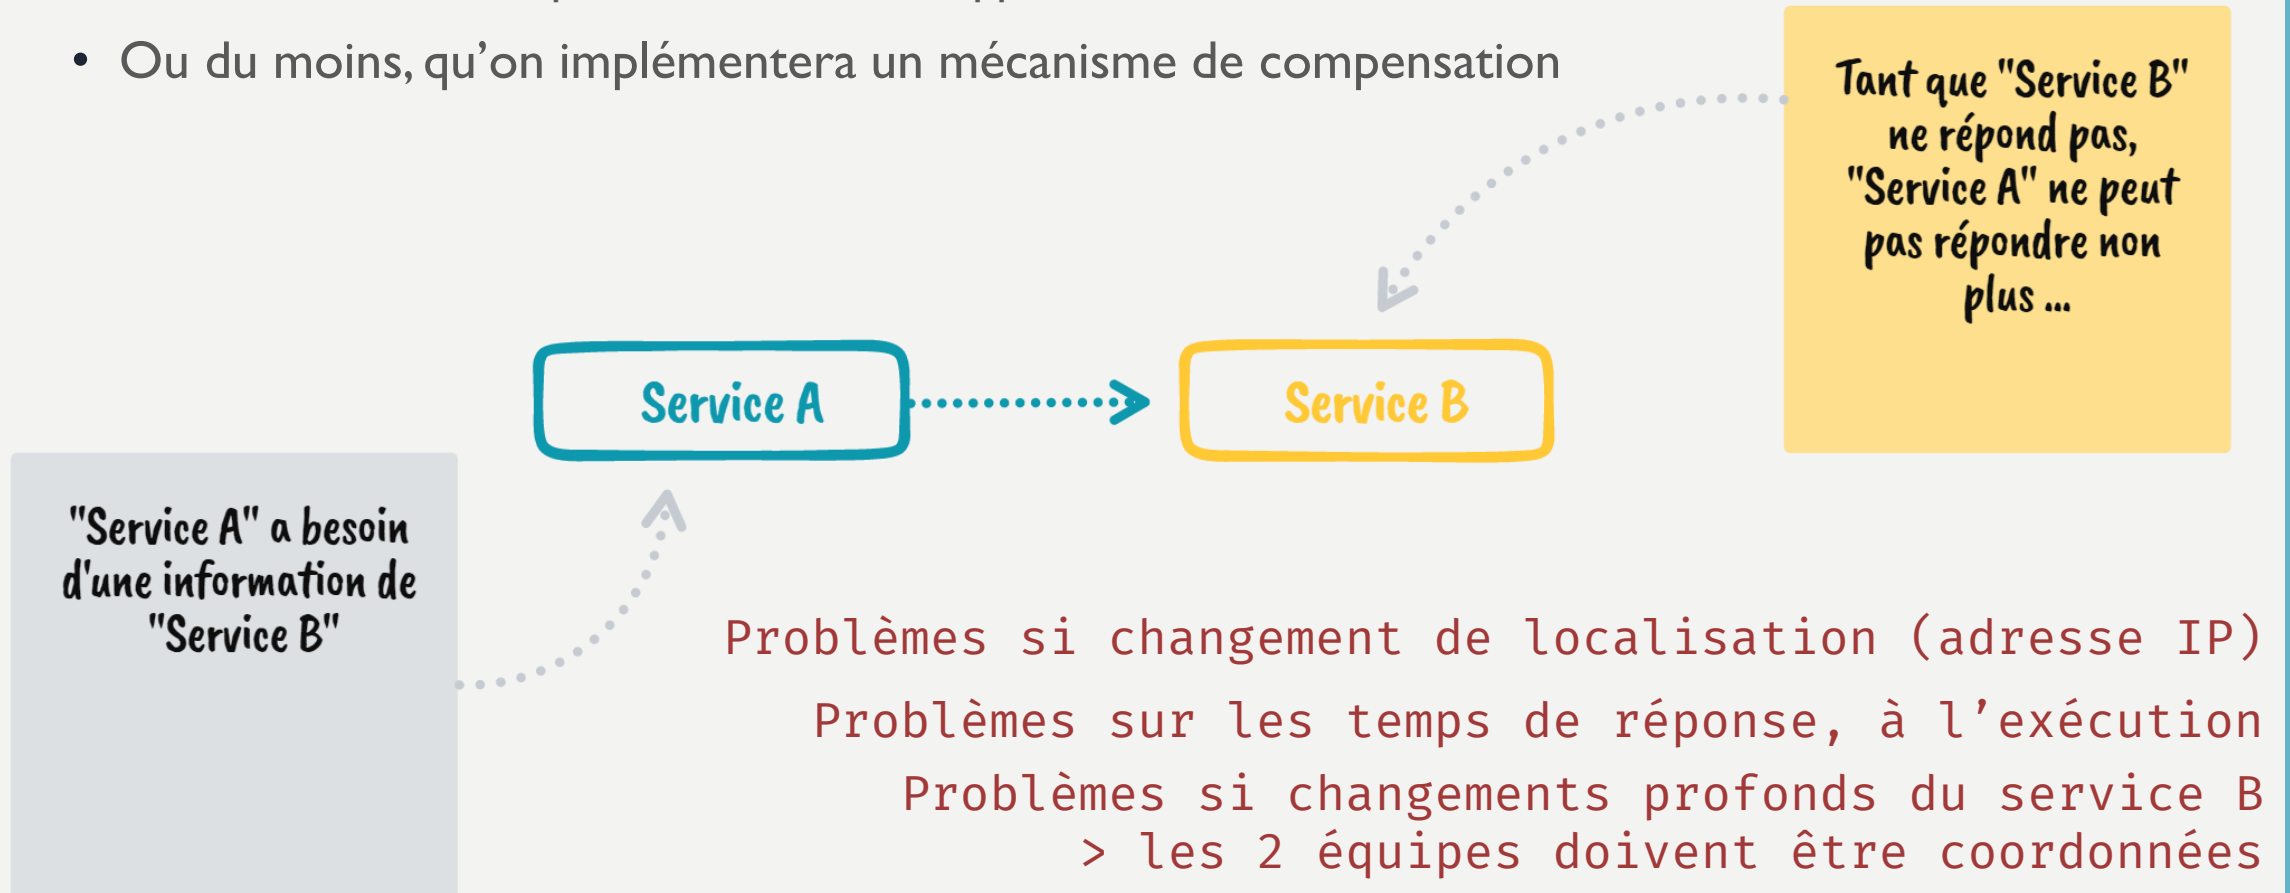 • Ou du moins, qu’on implémentera un mécanisme de compensation
Tant que "Service B"
ne répond pas,
"Service A" ne peut
pas répondre non
plus ...
Service A
Service B
"Service A" a besoin
d'une information de
"Service B"
Problèmes si changement de localisation (adresse IP)
Problèmes sur les temps de réponse, à l’exécution
Problèmes si changements profonds du service B
> les 2 équipes doivent être coordonnées